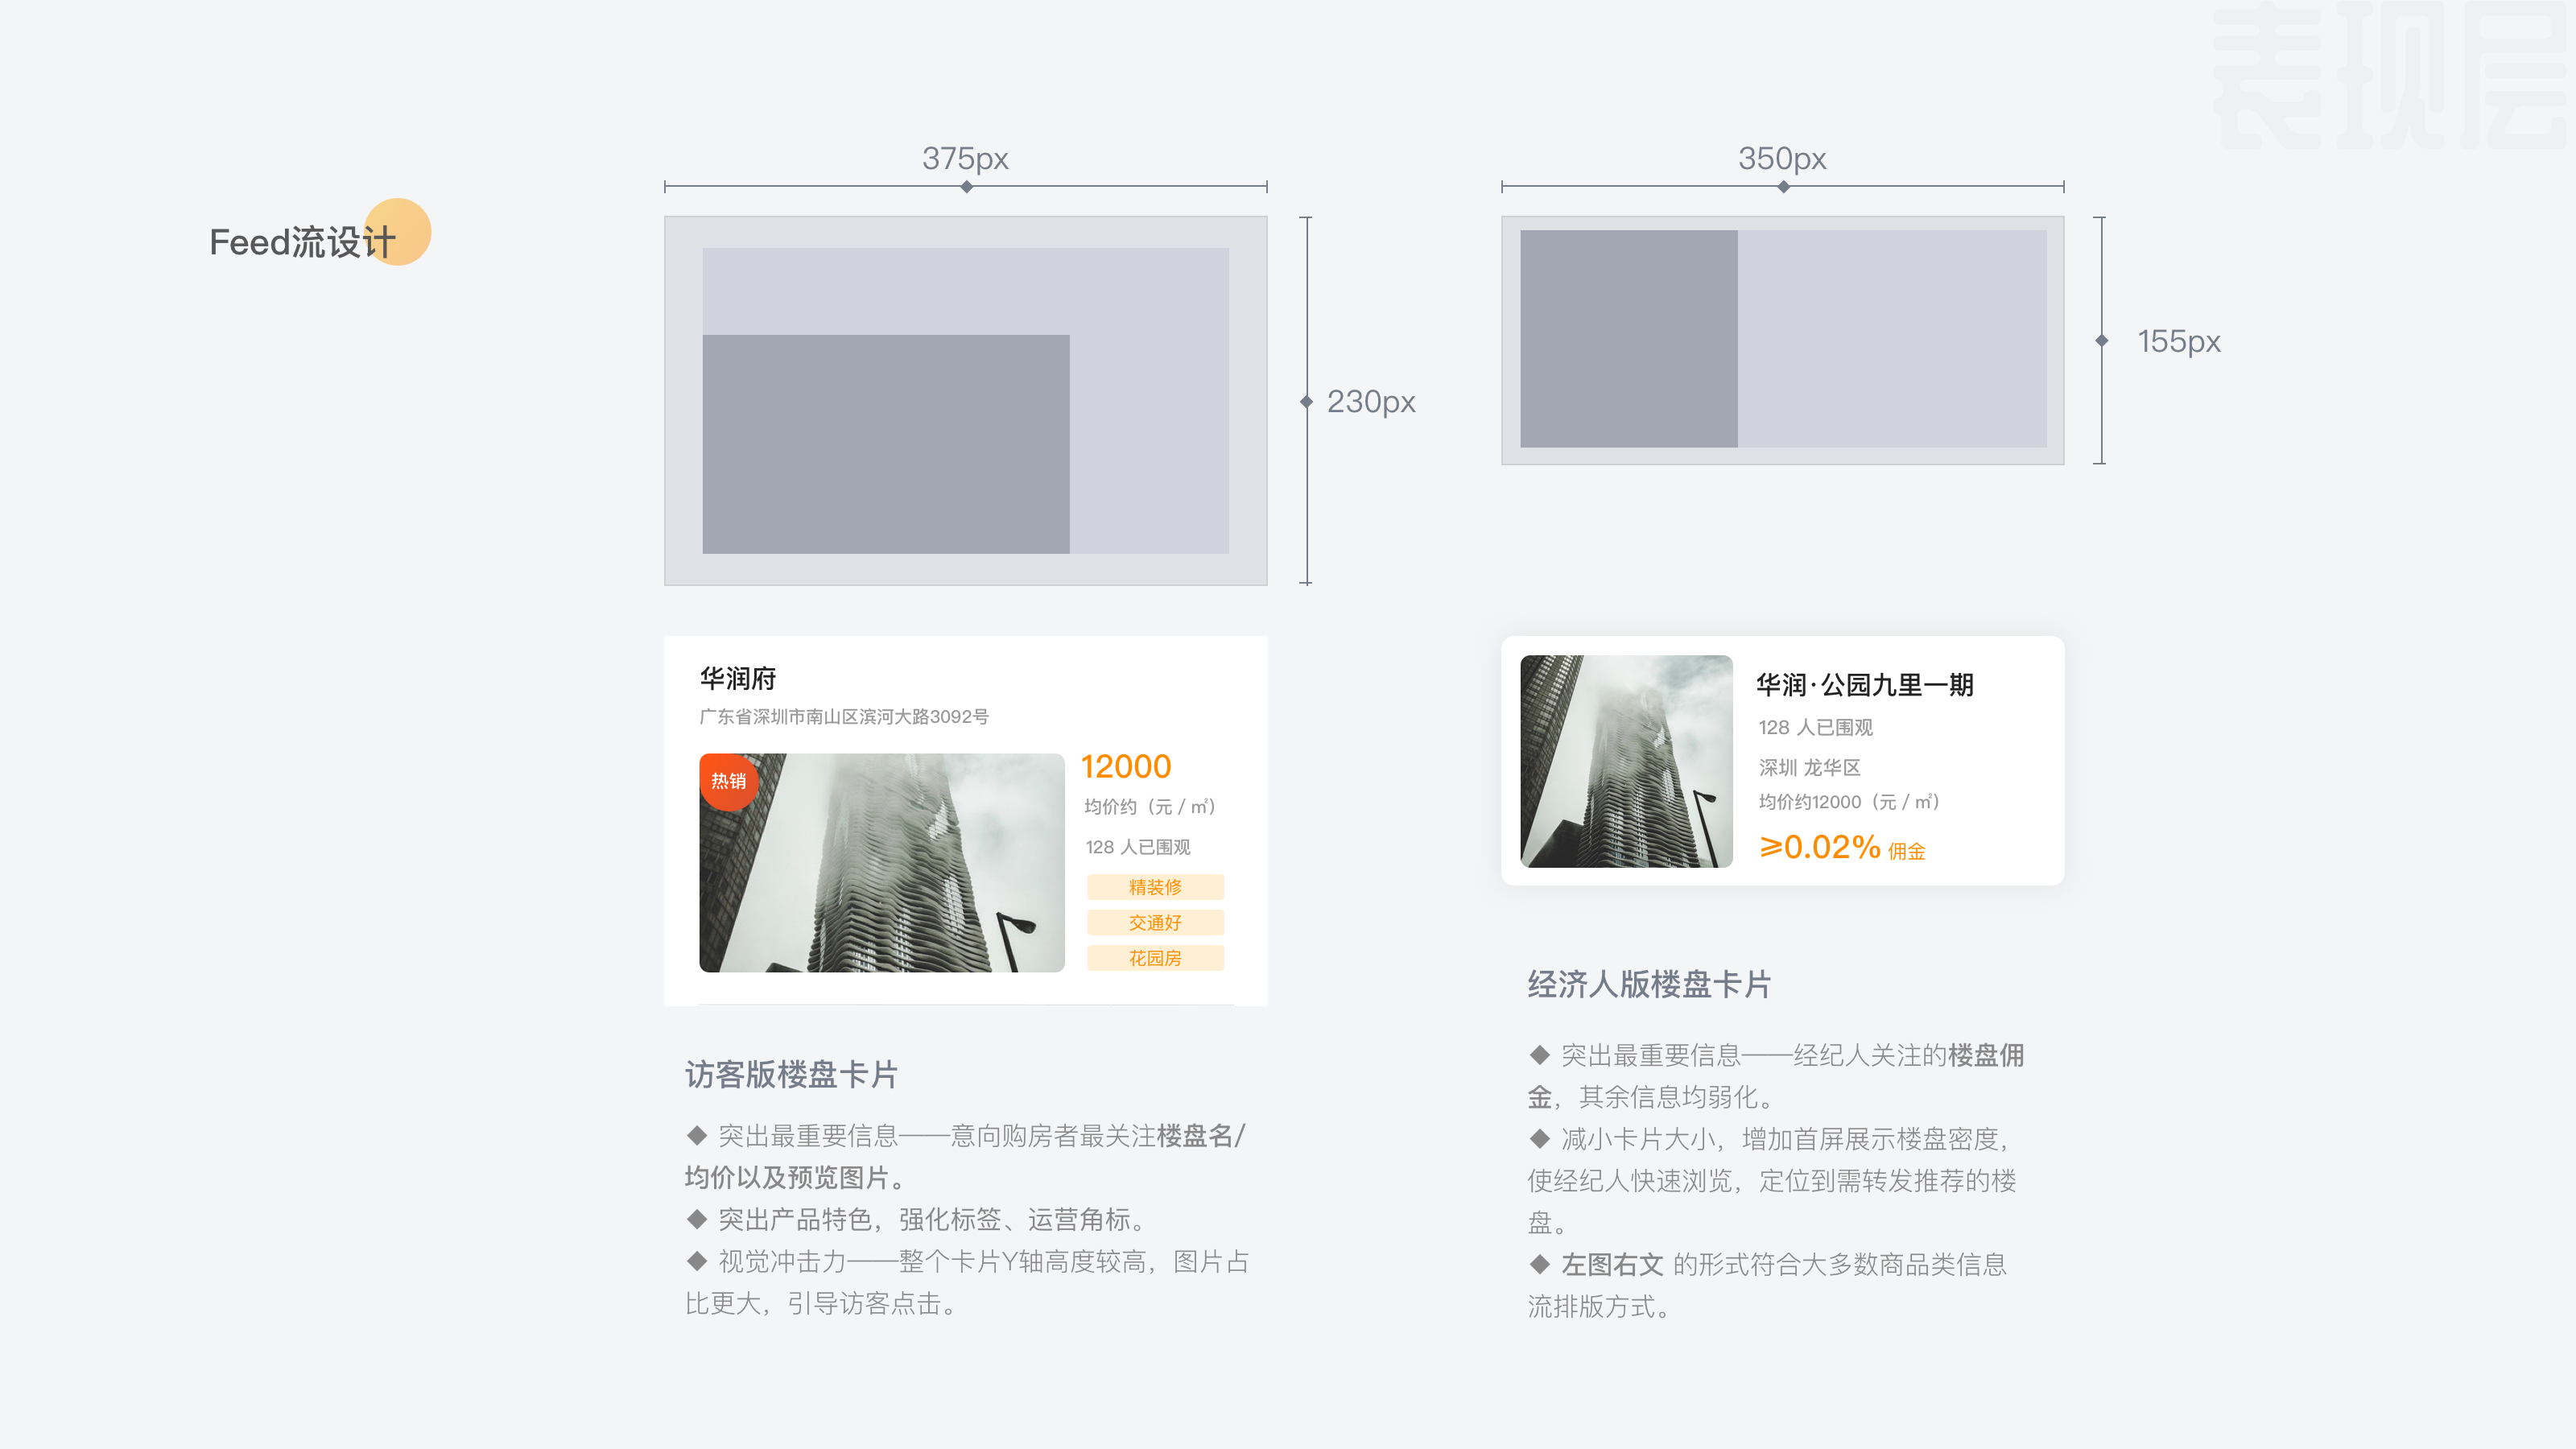 表现层
Feed流设计
375px
230px
350px
155px
华润府
广东省深圳市南山区滨河大路3092号
热销
12000
均价约（元 / ㎡）
128 人已围观
精装修
交通好
花园房
访客版楼盘卡片
◆ 突出最重要信息——意向购房者最关注楼盘名/
均价以及预览图片。
◆ 突出产品特色，强化标签、运营角标。
◆ 视觉冲击力——整个卡片Y轴高度较高，图片占
比更大，引导访客点击。
华润·公园九里一期
128 人已围观
深圳 龙华区
均价约12000（元 / ㎡）
⩾0.02% 佣金
经济人版楼盘卡片
◆ 突出最重要信息——经纪人关注的楼盘佣
金，其余信息均弱化。
◆ 减小卡片大小，增加首屏展示楼盘密度，
使经纪人快速浏览，定位到需转发推荐的楼
盘。
◆ 左图右文 的形式符合大多数商品类信息
流排版方式。